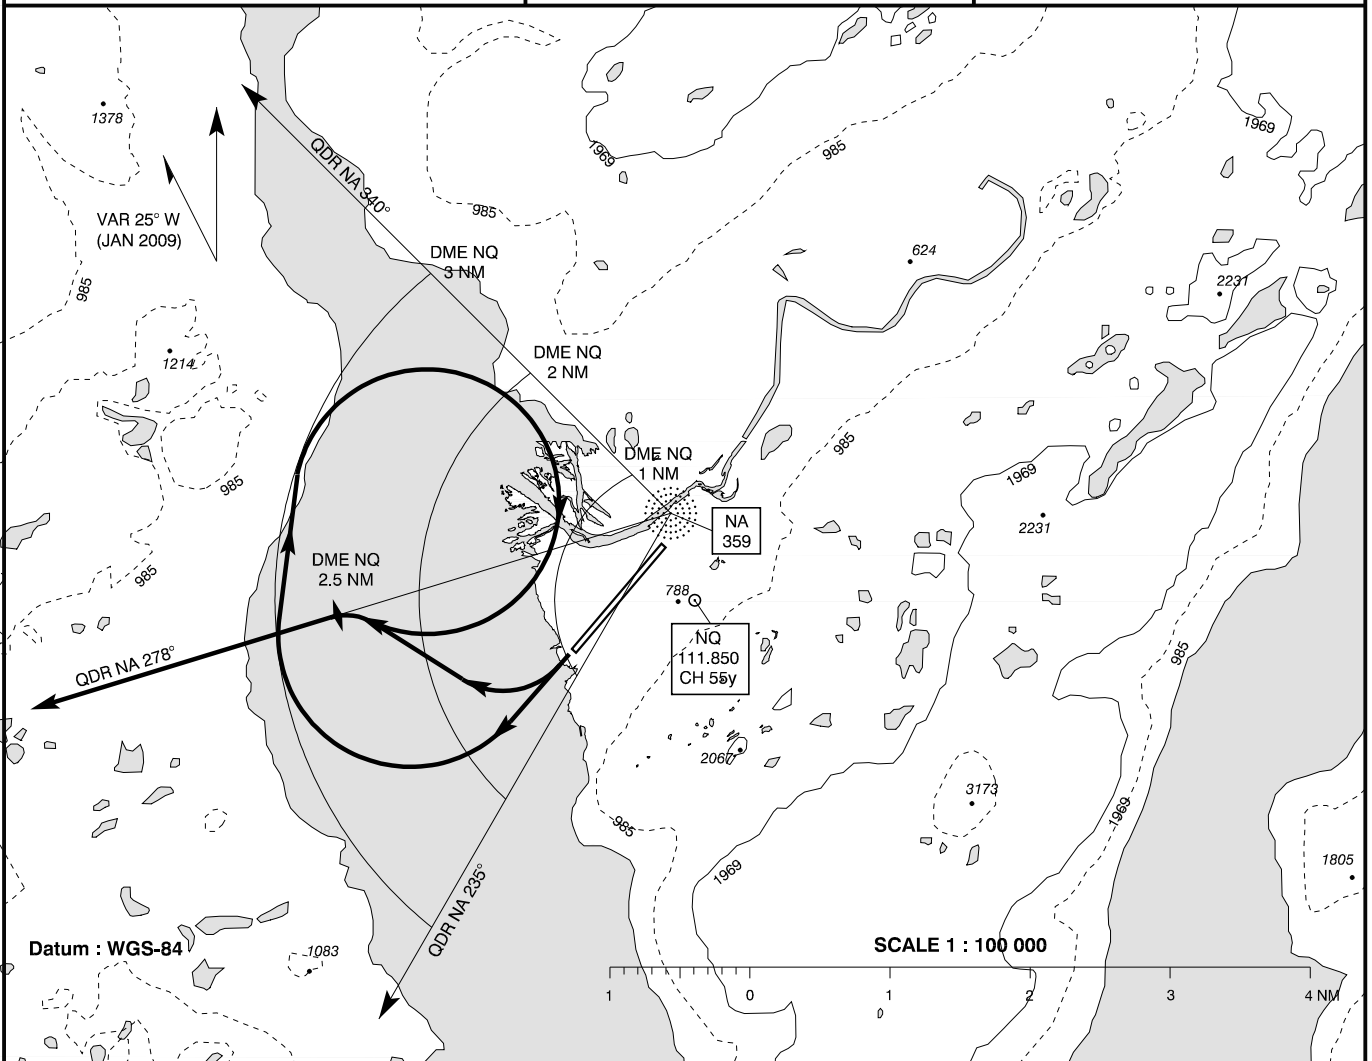 1969
1378
1969
985
QDR NA 340°
985
VAR 25° W
(JAN 2009)
DME NQ
3 NM
624
985
2231
1214
DME NQ
2 NM
985
DME NQ
1 NM
1969
985
2231
NA
359
DME NQ
2.5 NM
985
788
NQ
111.850
CH 55y
QDR NA 278°
985
2067
3173
985
1969
1969
1805
QDR NA 235°
Datum : WGS-84
1083
SCALE 1 : 100 000
1 0 1 2 3 4 NM